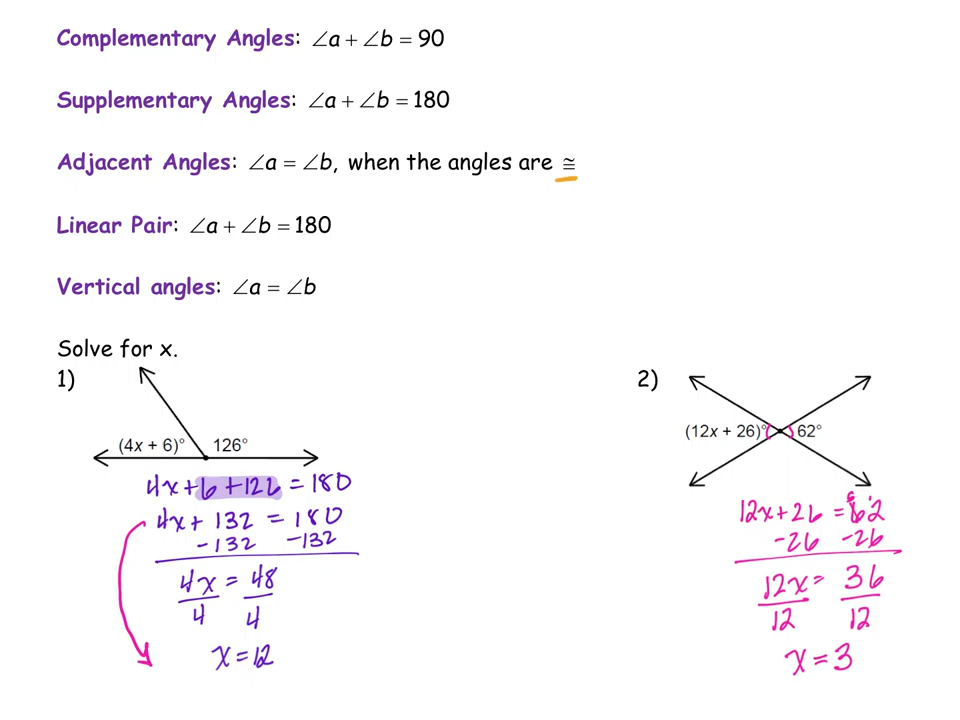 Complementary Angles: ∠a + ∠b = 90
Supplementary Angles: ∠a + ∠b = 180
Adjacent Angles: ∠a = ∠b, when the angles are ≅
Linear Pair: ∠a + ∠b = 180
Vertical angles: ∠a = ∠b
Solve for x.
1)
(4x + 6)° 126°
4x + 6 + 126 = 180
4x + 132 = 180
-132 -132
4x = 48
4 4
x = 12
2)
(12x + 26)° 62°
12x + 26 = 62
-26 -26
12x = 36
12 12
x = 3